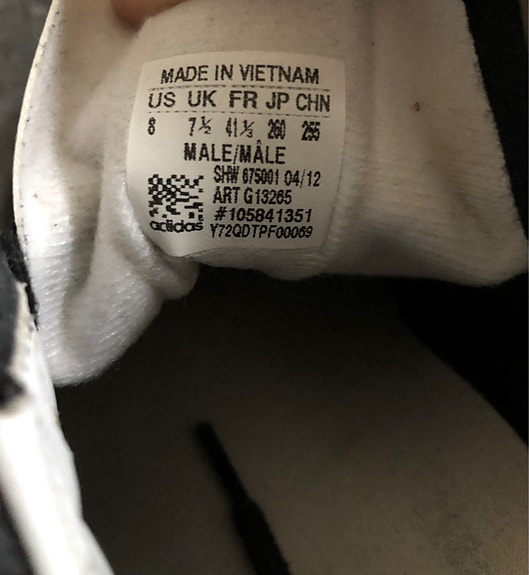 MADE IN VIETNAM
US UK FR JP CHN
8 7½ 41⅓ 260 255
MALE/MÂLE
SHW 675001 04/12
ART G13265
#105841351
adidas Y72QDTPF00069